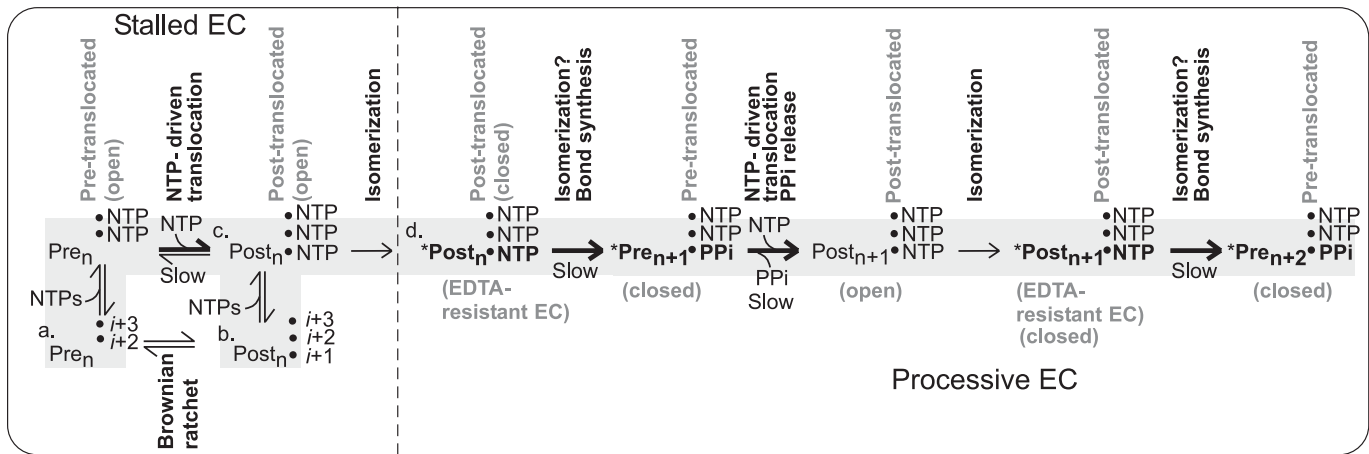 Stalled EC
Pre-translocated
(open)
NTP- driven
translocation
Post-translocated
(open)
Isomerization
Post-translocated
(closed)
Isomerization?
Bond synthesis
Pre-translocated
NTP-driven
translocation
PPi release
Post-translocated
Isomerization
Post-translocated
Isomerization?
Bond synthesis
Pre-translocated
• NTP
• NTP
Pre n
NTP
Slow
c.
• NTP
• NTP
Post n • NTP
d.
• NTP
• NTP
*Post n • NTP
(EDTA-
resistant EC)
Slow
• NTP
• NTP
*Pre n+1 • PPi
(closed)
NTP
PPi
Slow
• NTP
• NTP
Post n+1 • NTP
(open)
• NTP
• NTP
*Post n+1 • NTP
(EDTA-
resistant EC)
(closed)
Slow
• NTP
• NTP
*Pre n+2 • PPi
(closed)
NTPs
NTPs
a.
• i+3
• i+2
Pre n
Brownian
ratchet
b.
• i+3
• i+2
Post n • i+1
Processive EC